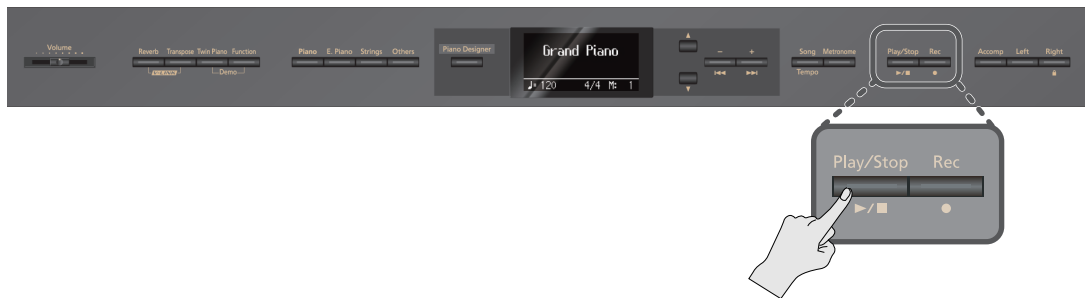 Volume
Reverb Transpose Twin Piano Function
V-LINK
Demo
Piano E. Piano Strings Others
Piano Designer
Grand Piano
♩= 120 4/4 M: 1
- +
Song Metronome
Tempo
Play/Stop Rec
Accomp Left Right
Play/Stop Rec